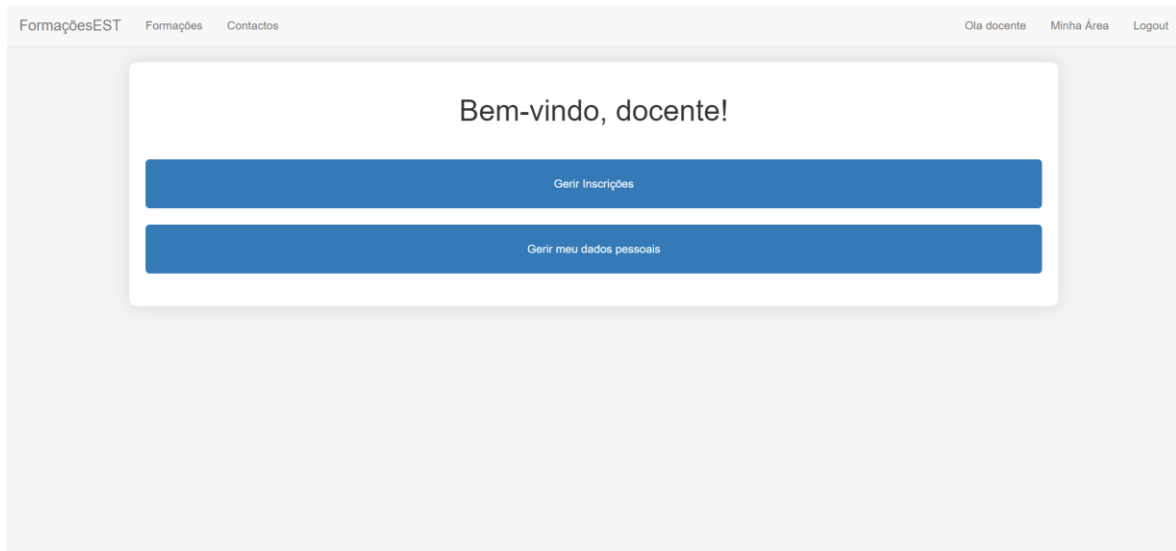 FormaçõesEST Formações Contactos Ola docente Minha Área Logout
Bem-vindo, docente!
Gerir Inscrições
Gerir meu dados pessoais